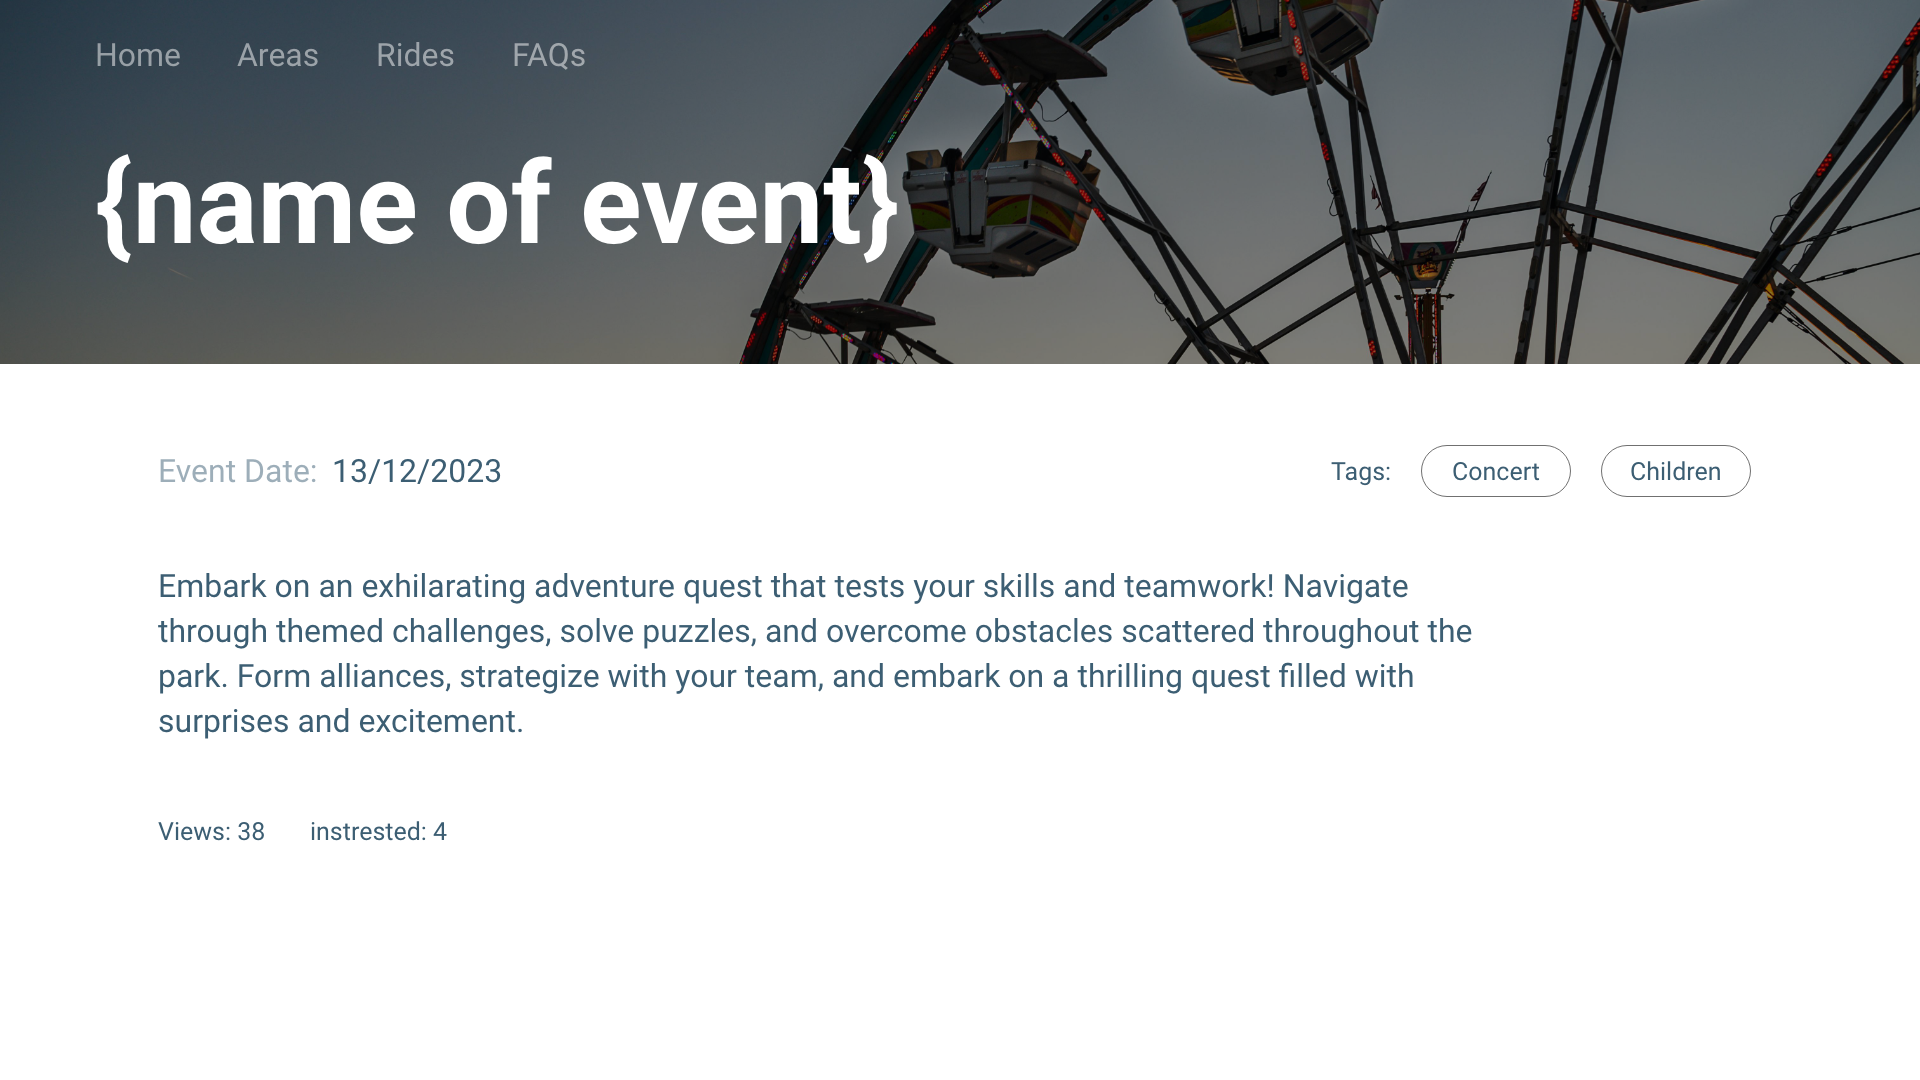 Home Areas Rides FAQs
{name of event}
Event Date: 13/12/2023
Tags: Concert Children
Embark on an exhilarating adventure quest that tests your skills and teamwork! Navigate
through themed challenges, solve puzzles, and overcome obstacles scattered throughout the
park. Form alliances, strategize with your team, and embark on a thrilling quest filled with
surprises and excitement.
Views: 38 instrested: 4